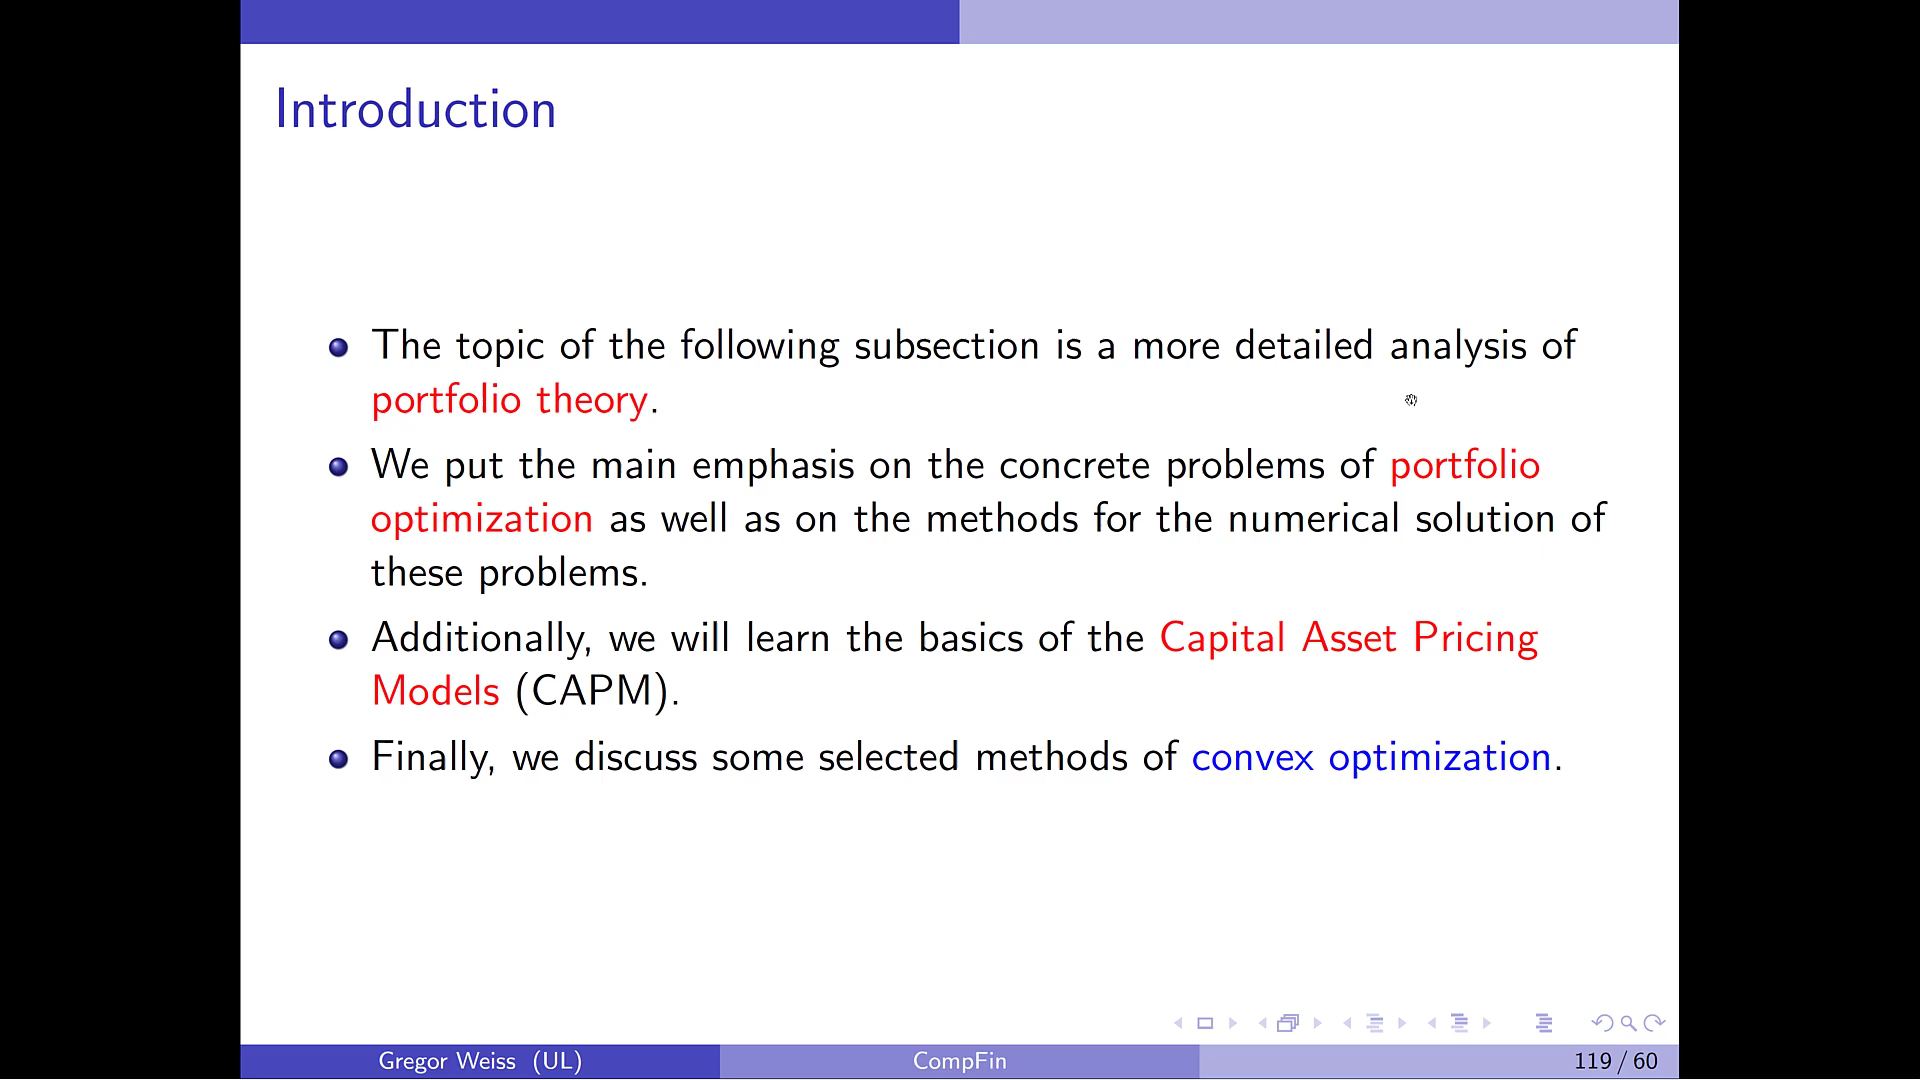 Introduction
The topic of the following subsection is a more detailed analysis of
portfolio theory.
We put the main emphasis on the concrete problems of portfolio
optimization as well as on the methods for the numerical solution of
these problems.
Additionally, we will learn the basics of the Capital Asset Pricing
Models (CAPM).
Finally, we discuss some selected methods of convex optimization.
Gregor Weiss (UL) CompFin 119 / 60